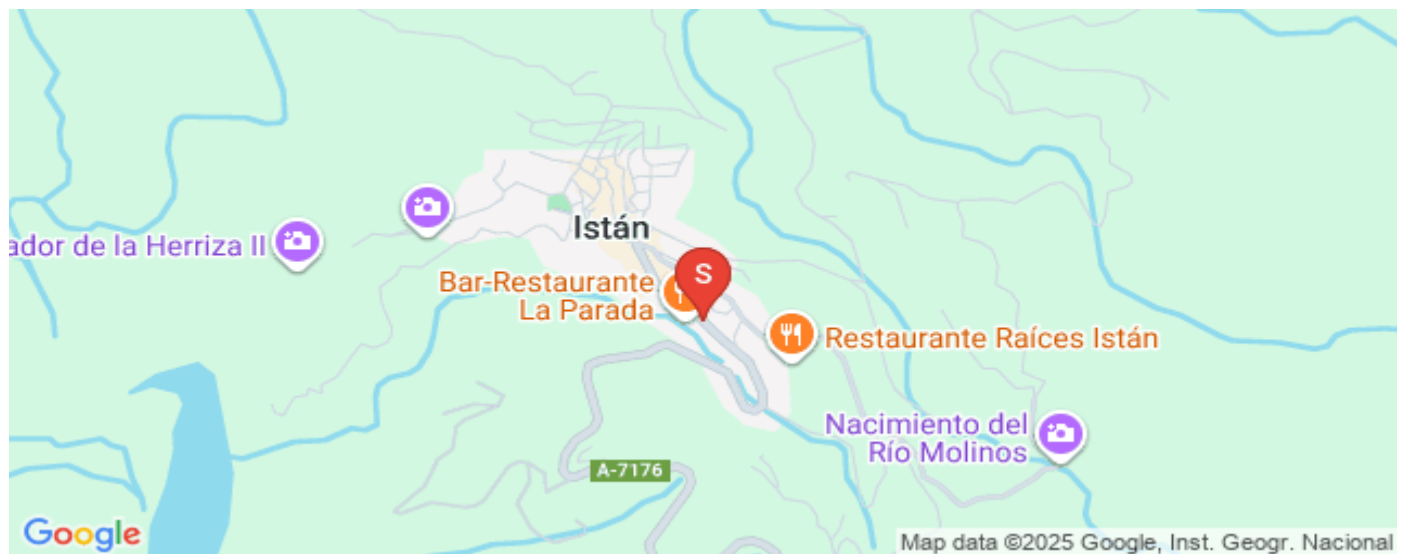 Istán
ador de la Herriza II
S
Bar-Restaurante
La Parada
Restaurante Raíces Istán
Nacimiento del
Río Molinos
A-7176
Google
Map data ©2025 Google, Inst. Geogr. Nacional